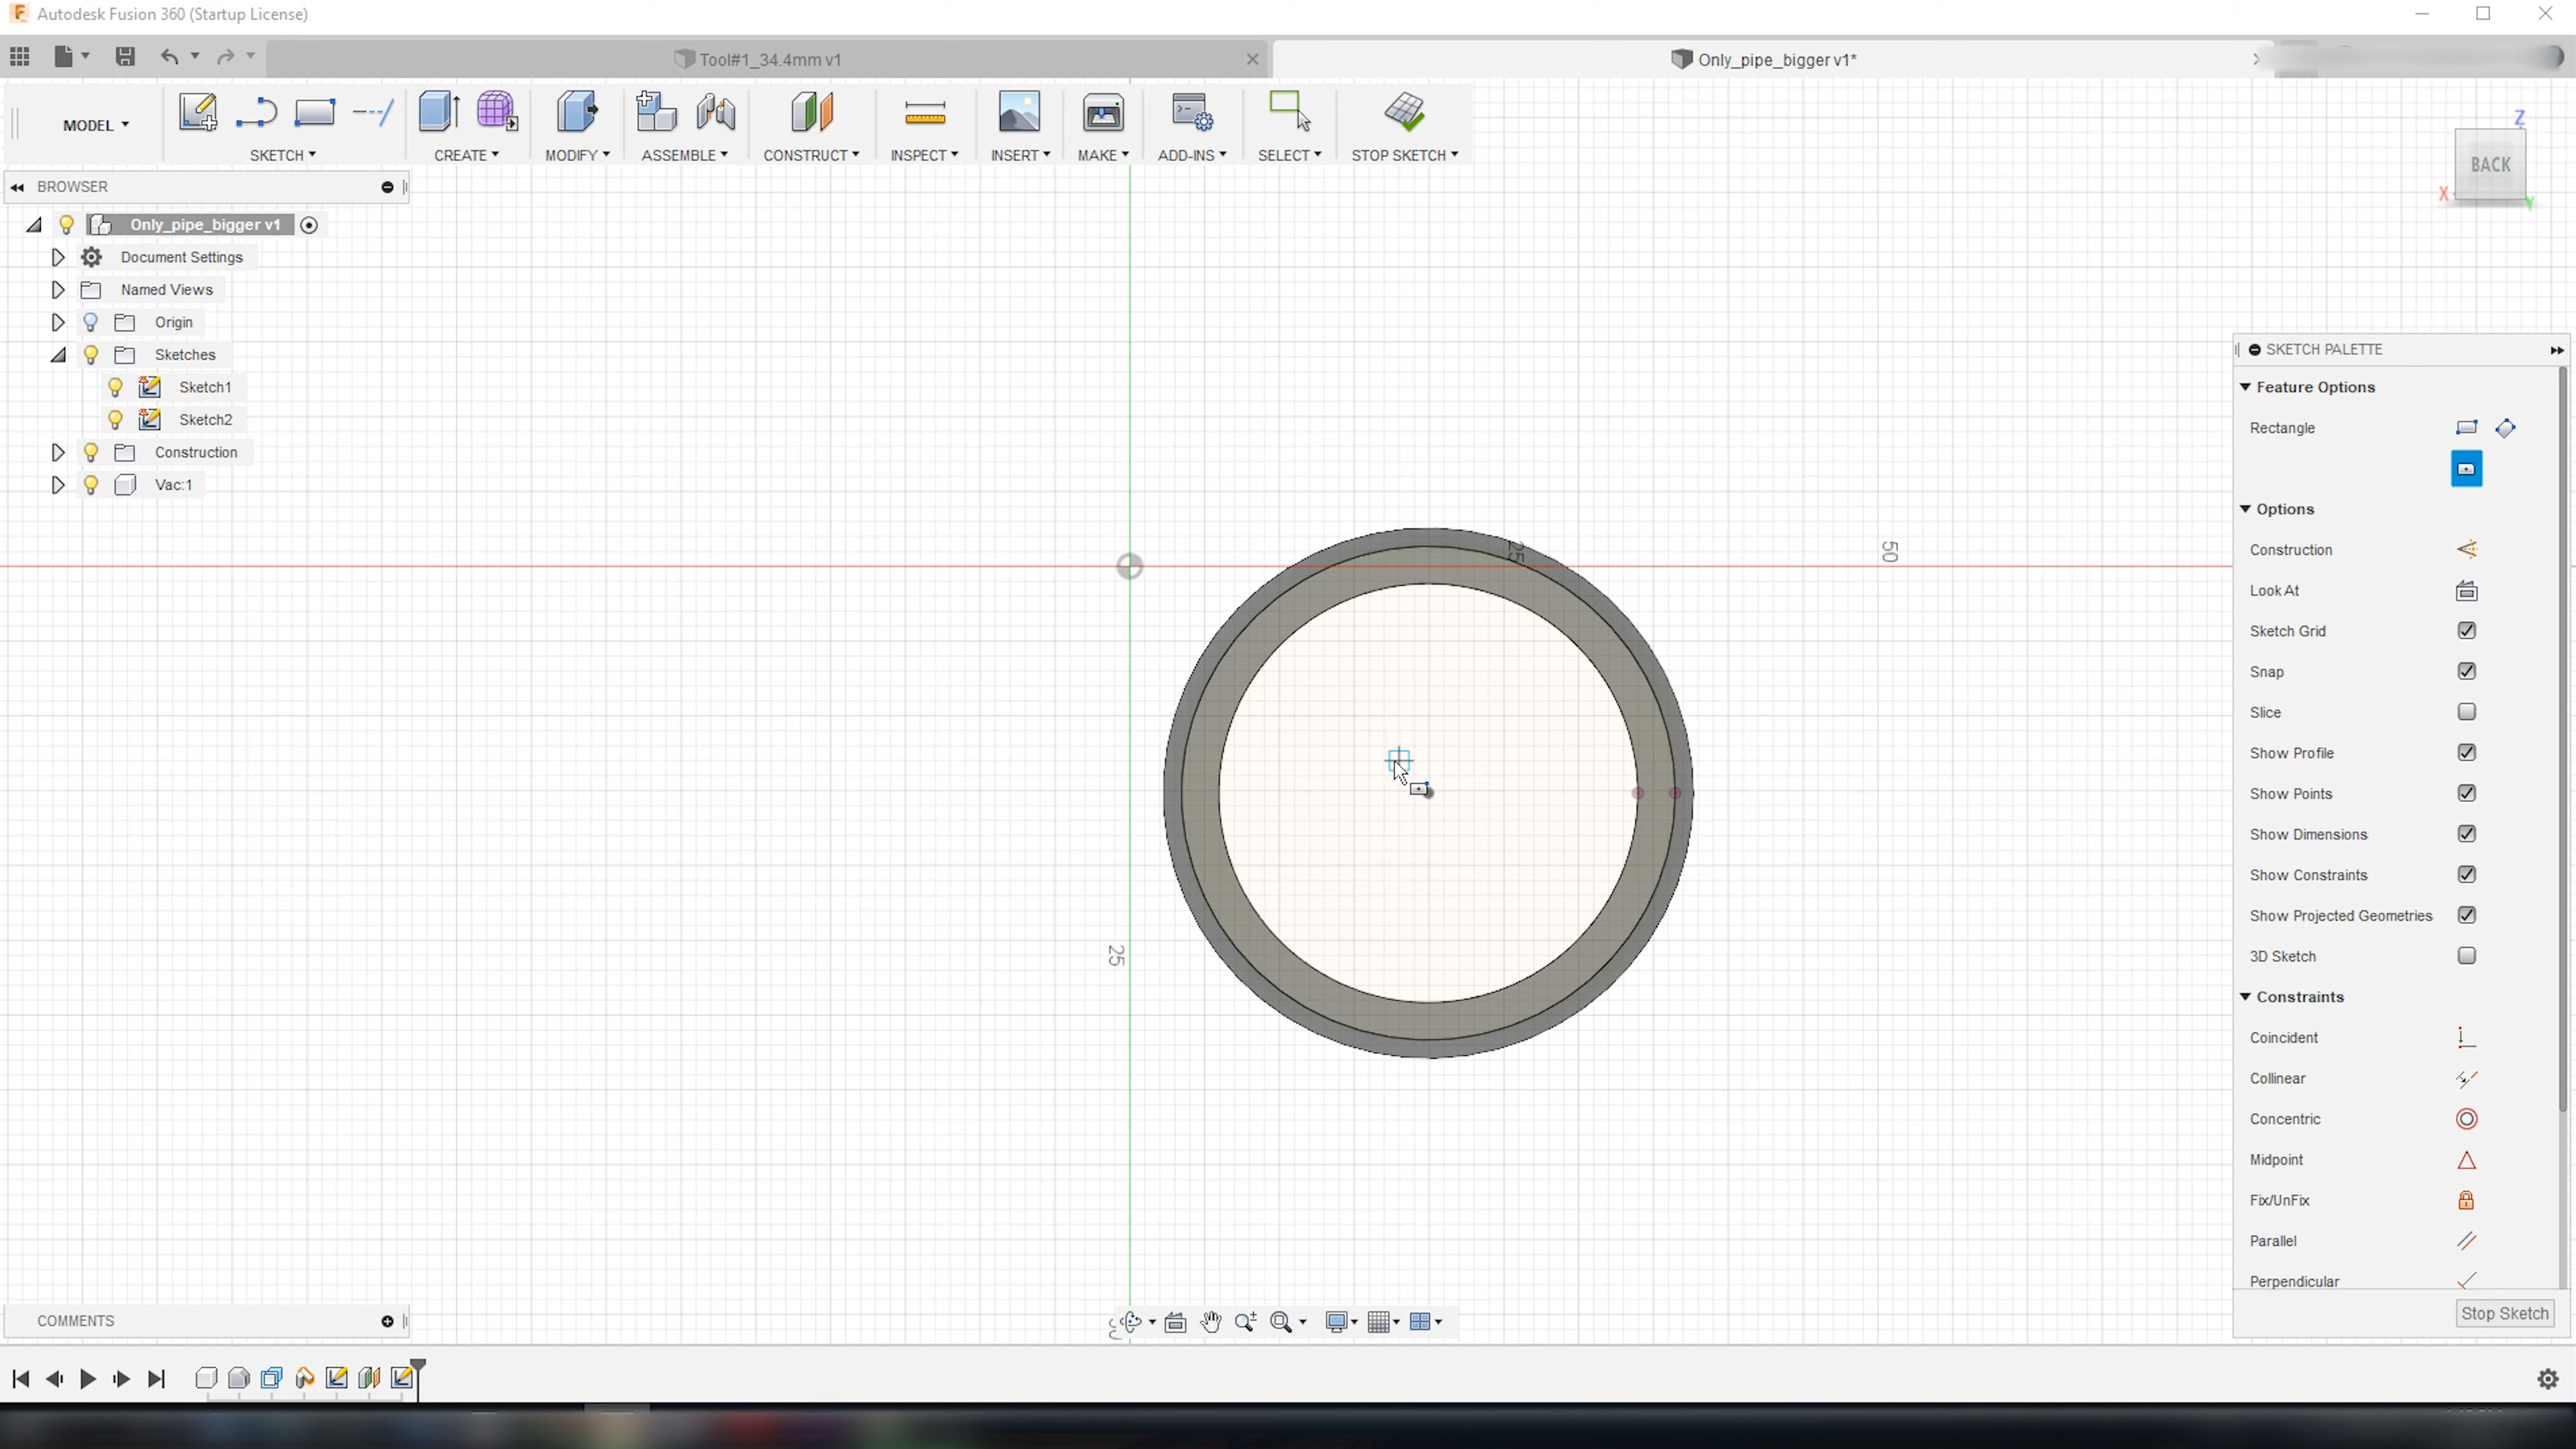 Autodesk Fusion 360 (Startup License)
Tool#1_34.4mm v1
Only_pipe_bigger v1*
MODEL
SKETCH
CREATE
MODIFY
ASSEMBLE
CONSTRUCT
INSPECT
INSERT
MAKE
ADD-INS
SELECT
STOP SKETCH
Z
BACK
X
Y
BROWSER
Only_pipe_bigger v1
Document Settings
Named Views
Origin
Sketches
Sketch1
Sketch2
Construction
Vac:1
25
50
25
SKETCH PALETTE
Feature Options
Rectangle
Options
Construction
Look At
Sketch Grid
Snap
Slice
Show Profile
Show Points
Show Dimensions
Show Constraints
Show Projected Geometries
3D Sketch
Constraints
Coincident
Collinear
Concentric
Midpoint
Fix/UnFix
Parallel
Perpendicular
Stop Sketch
COMMENTS